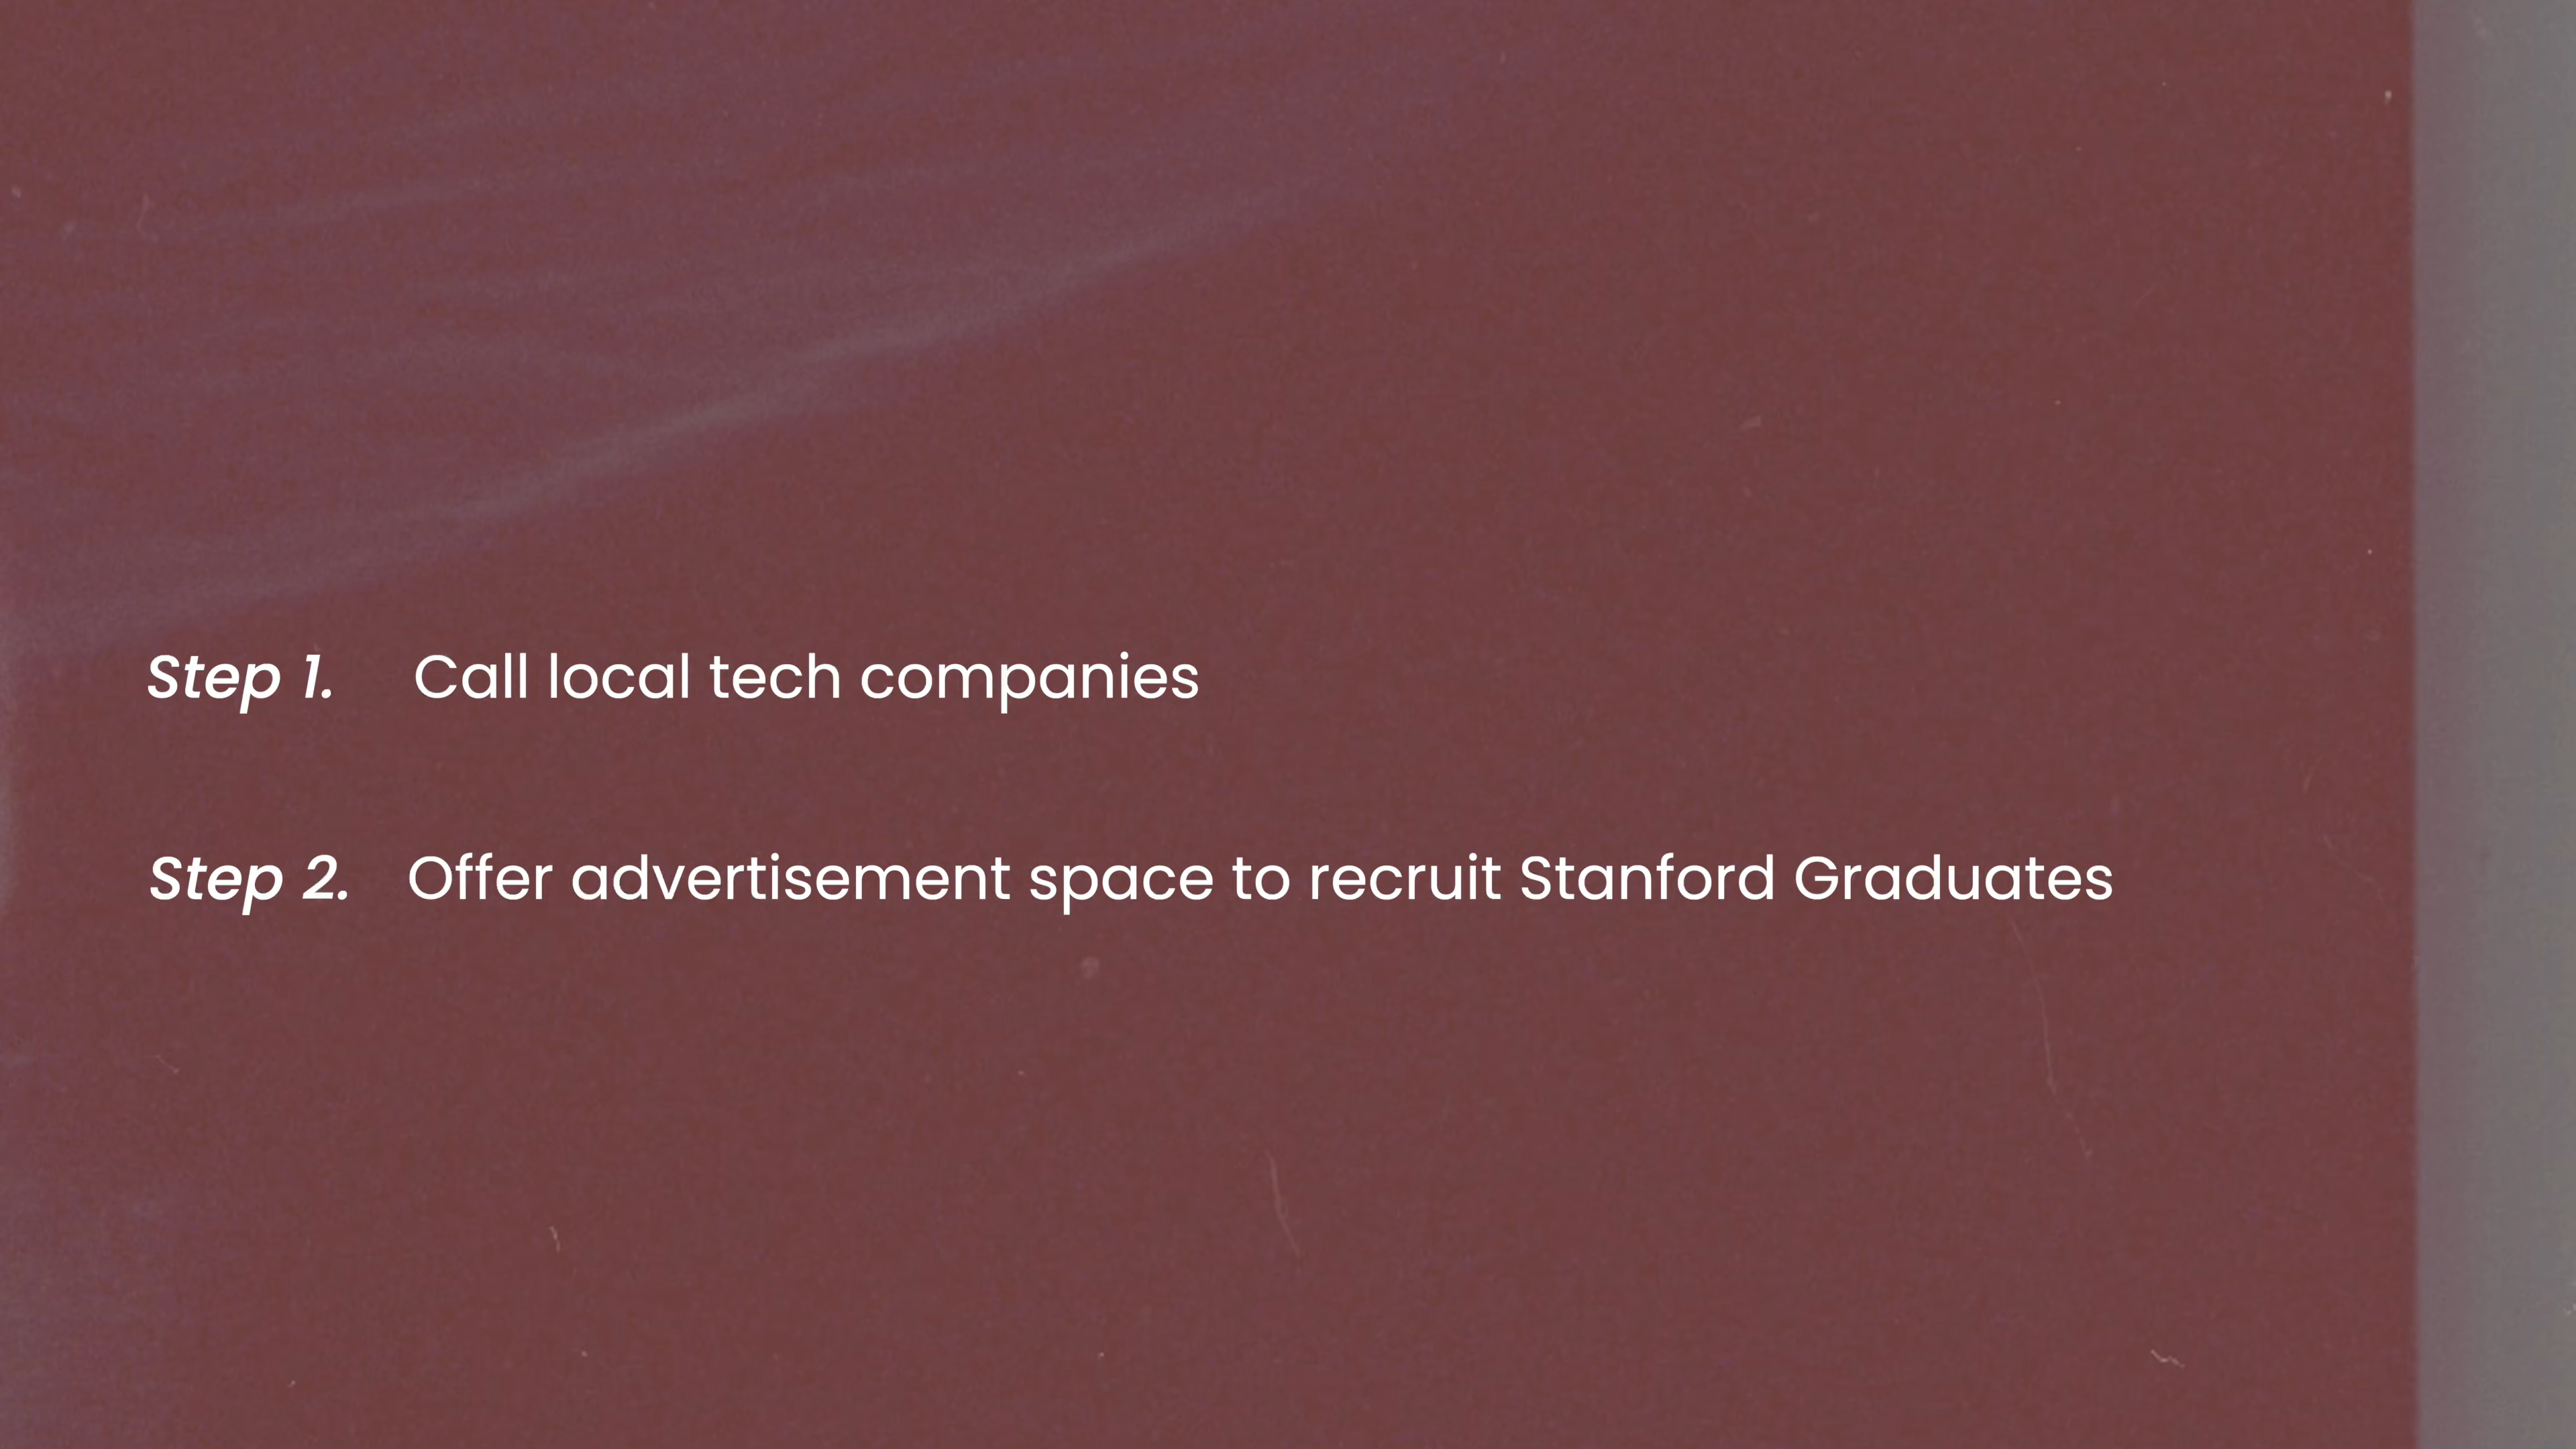 Step 1. Call local tech companies
Step 2. Offer advertisement space to recruit Stanford Graduates